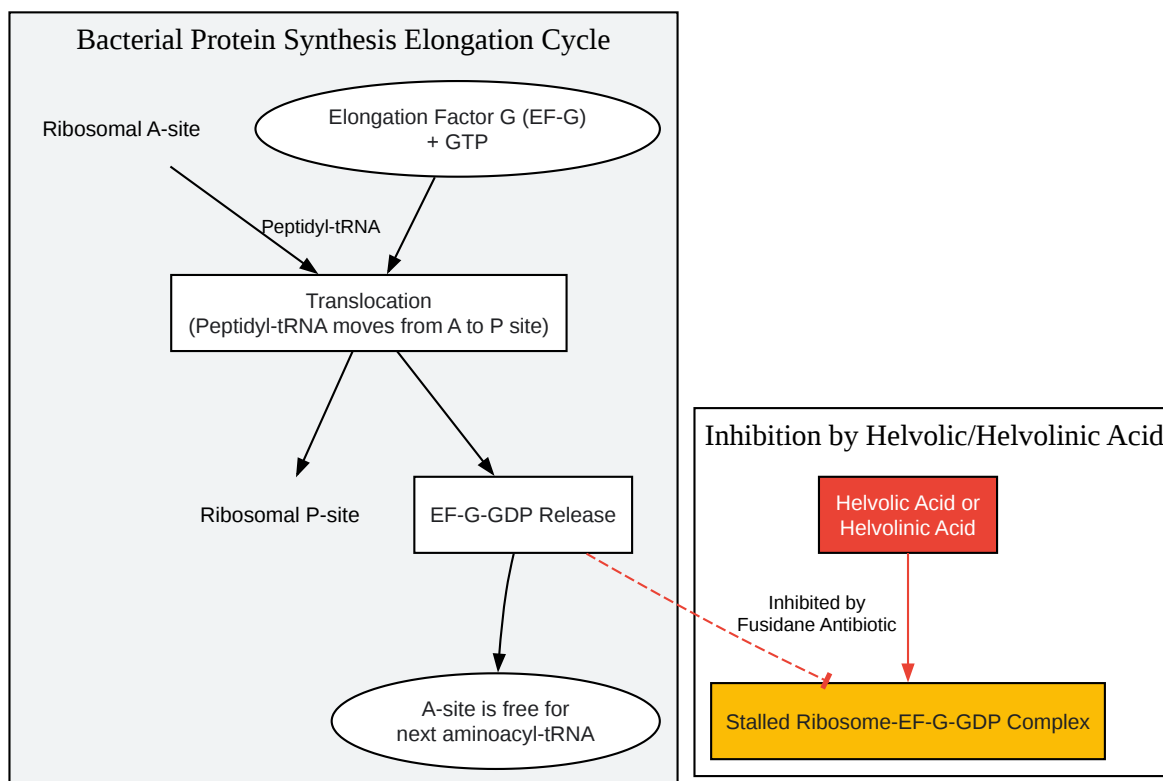 Bacterial Protein Synthesis Elongation Cycle
Ribosomal A-site
Elongation Factor G (EF-G)
+ GTP
Peptidyl-tRNA
Translocation
(Peptidyl-tRNA moves from A to P site)
Ribosomal P-site
EF-G-GDP Release
A-site is free for
next aminoacyl-tRNA
Inhibition by Helvolic/Helvolinic Acid
Helvolic Acid or
Helvolinic Acid
Inhibited by
Fusidane Antibiotic
Stalled Ribosome-EF-G-GDP Complex